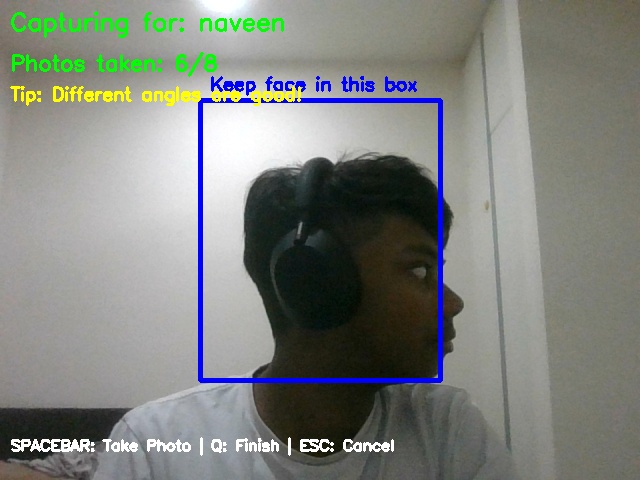 Capturing for: naveen
Photos taken: 6/8
Keep face in this box
Tip: Different angles are good!
SPACEBAR: Take Photo | Q: Finish | ESC: Cancel